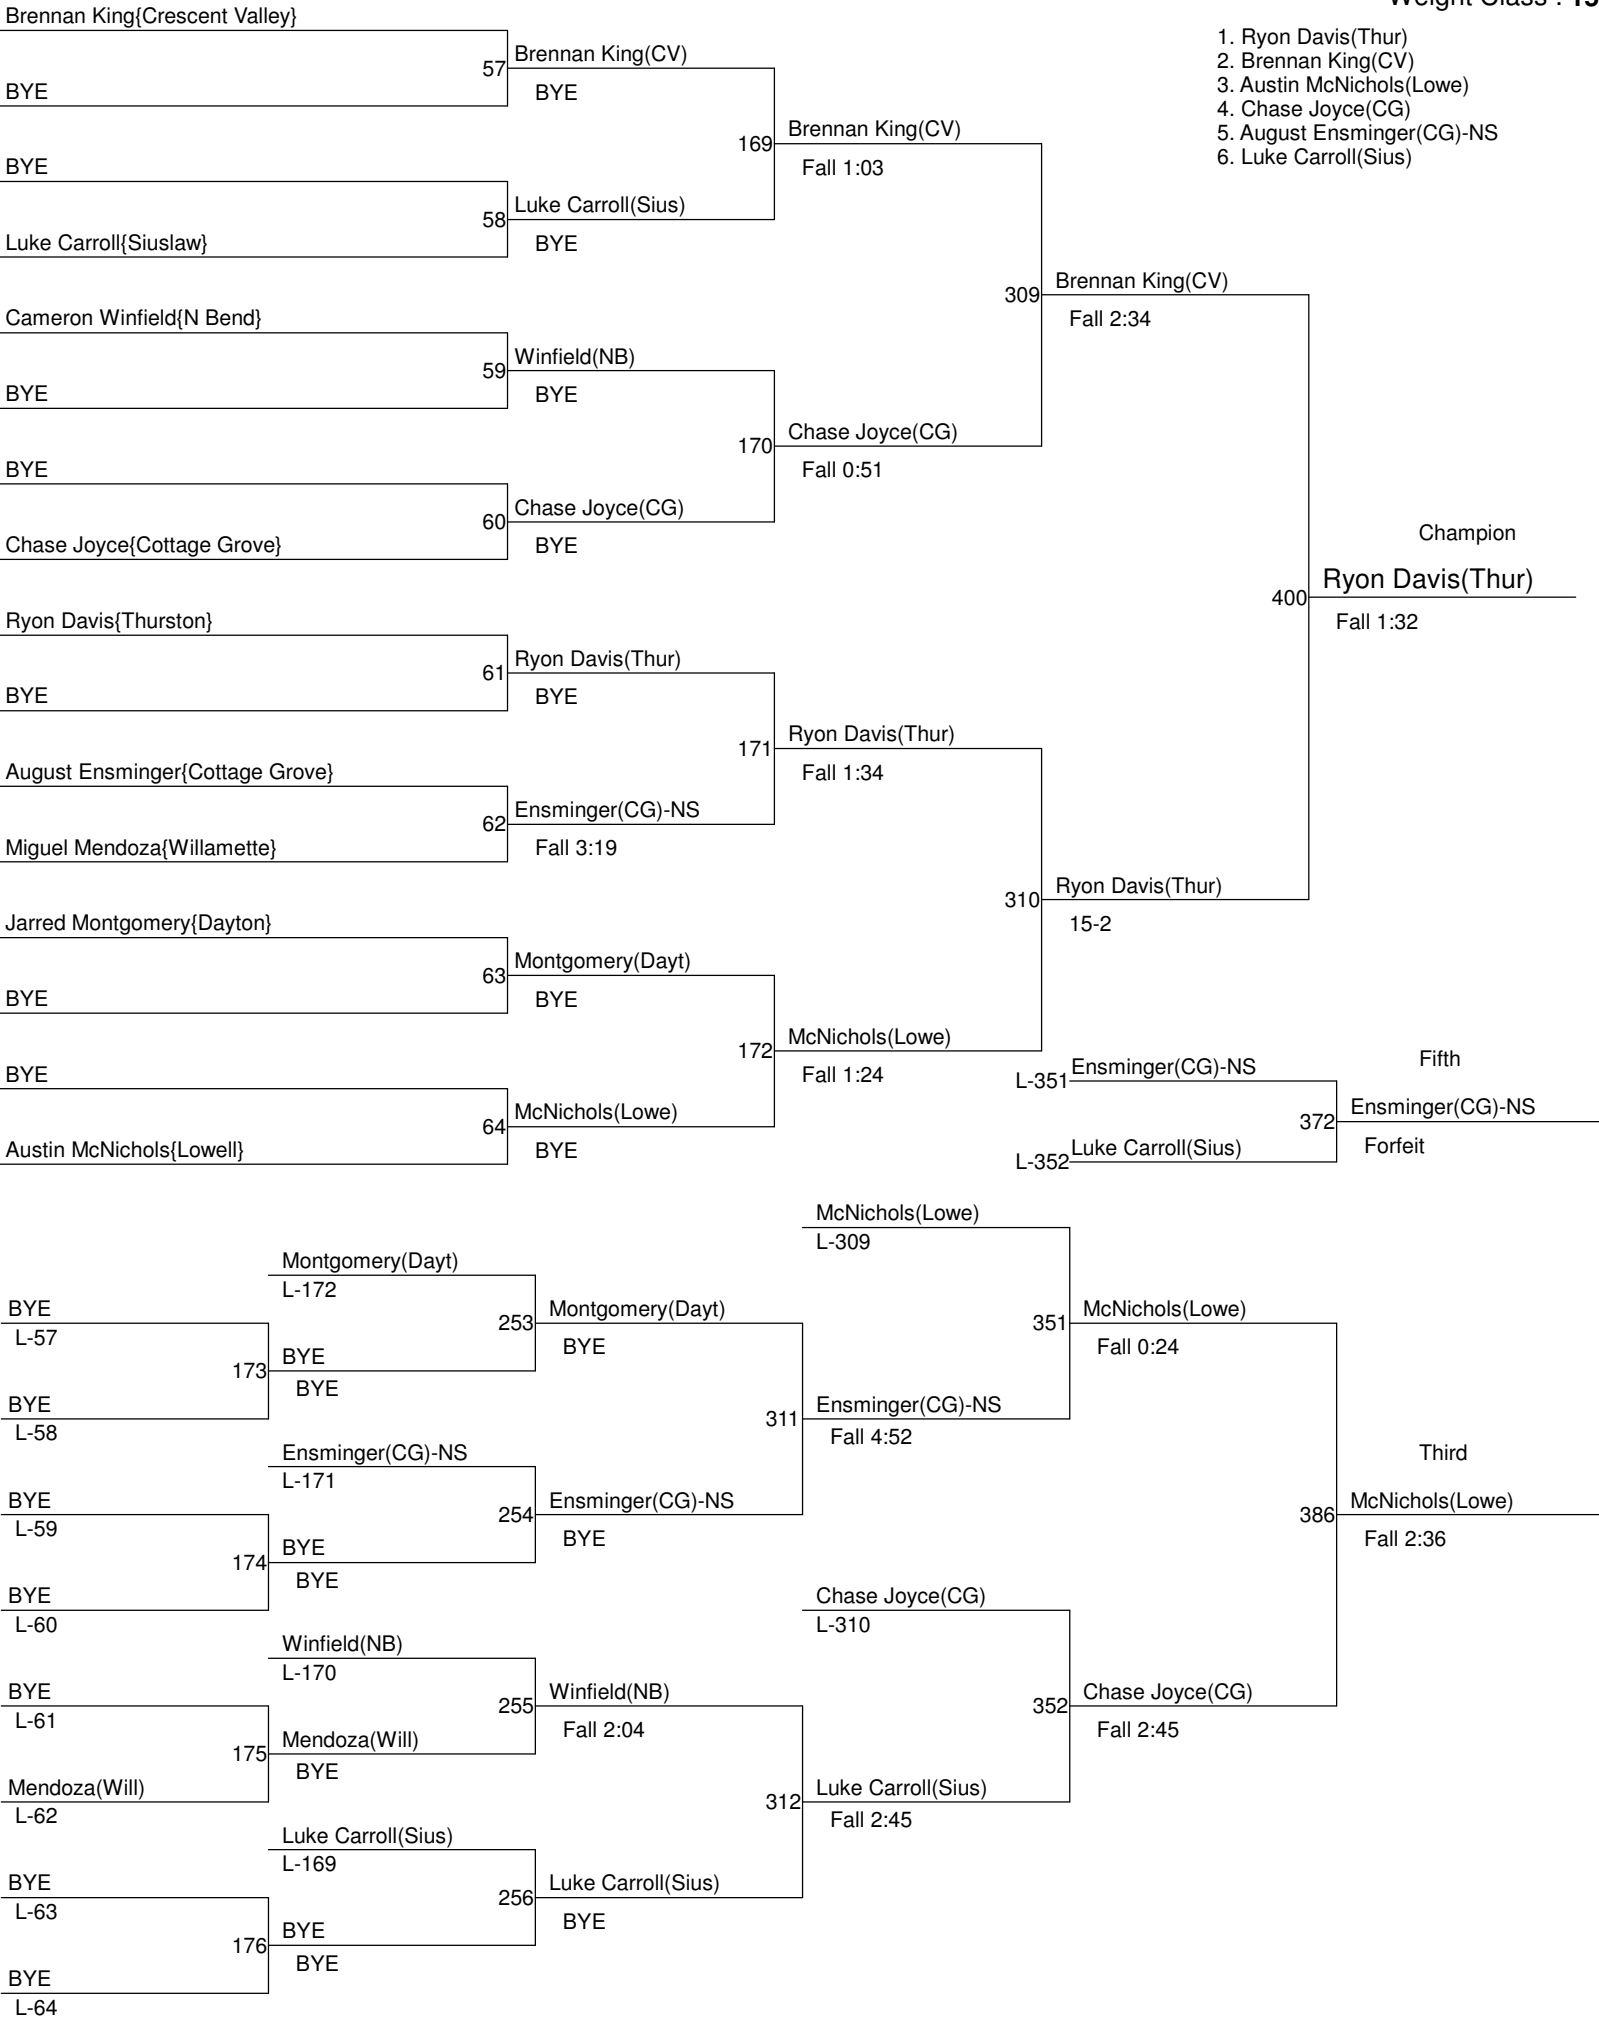 Weight Class :
1. Ryon Davis(Thur)
2. Brennan King(CV)
3. Austin McNichols(Lowe)
4. Chase Joyce(CG)
5. August Ensminger(CG)-NS
6. Luke Carroll(Sius)
Brennan King{Crescent Valley}
57
Brennan King(CV)
BYE
BYE
169
Brennan King(CV)
Fall 1:03
BYE
58
Luke Carroll(Sius)
BYE
Luke Carroll{Siuslaw}
309
Brennan King(CV)
Fall 2:34
Cameron Winfield{N Bend}
59
Winfield(NB)
BYE
BYE
170
Chase Joyce(CG)
Fall 0:51
BYE
60
Chase Joyce(CG)
BYE
Chase Joyce{Cottage Grove}
Champion
400
Ryon Davis(Thur)
Fall 1:32
Ryon Davis{Thurston}
61
Ryon Davis(Thur)
BYE
BYE
171
Ryon Davis(Thur)
Fall 1:34
August Ensminger{Cottage Grove}
62
Ensminger(CG)-NS
Fall 3:19
Miguel Mendoza{Willamette}
310
Ryon Davis(Thur)
15-2
Jarred Montgomery{Dayton}
63
Montgomery(Dayt)
BYE
BYE
172
McNichols(Lowe)
Fall 1:24
BYE
64
McNichols(Lowe)
BYE
Austin McNichols{Lowell}
L-351
Ensminger(CG)-NS
Fifth
372
Ensminger(CG)-NS
Forfeit
L-352
Luke Carroll(Sius)
McNichols(Lowe)
L-309
Montgomery(Dayt)
L-172
BYE
L-57
253
Montgomery(Dayt)
BYE
351
McNichols(Lowe)
Fall 0:24
173
BYE
BYE
BYE
L-58
311
Ensminger(CG)-NS
Fall 4:52
Ensminger(CG)-NS
L-171
Third
BYE
L-59
254
Ensminger(CG)-NS
BYE
386
McNichols(Lowe)
Fall 2:36
174
BYE
BYE
BYE
L-60
Chase Joyce(CG)
L-310
Winfield(NB)
L-170
BYE
L-61
255
Winfield(NB)
Fall 2:04
352
Chase Joyce(CG)
Fall 2:45
175
Mendoza(Will)
BYE
Mendoza(Will)
L-62
312
Luke Carroll(Sius)
Fall 2:45
Luke Carroll(Sius)
L-169
BYE
L-63
256
Luke Carroll(Sius)
BYE
176
BYE
BYE
BYE
L-64